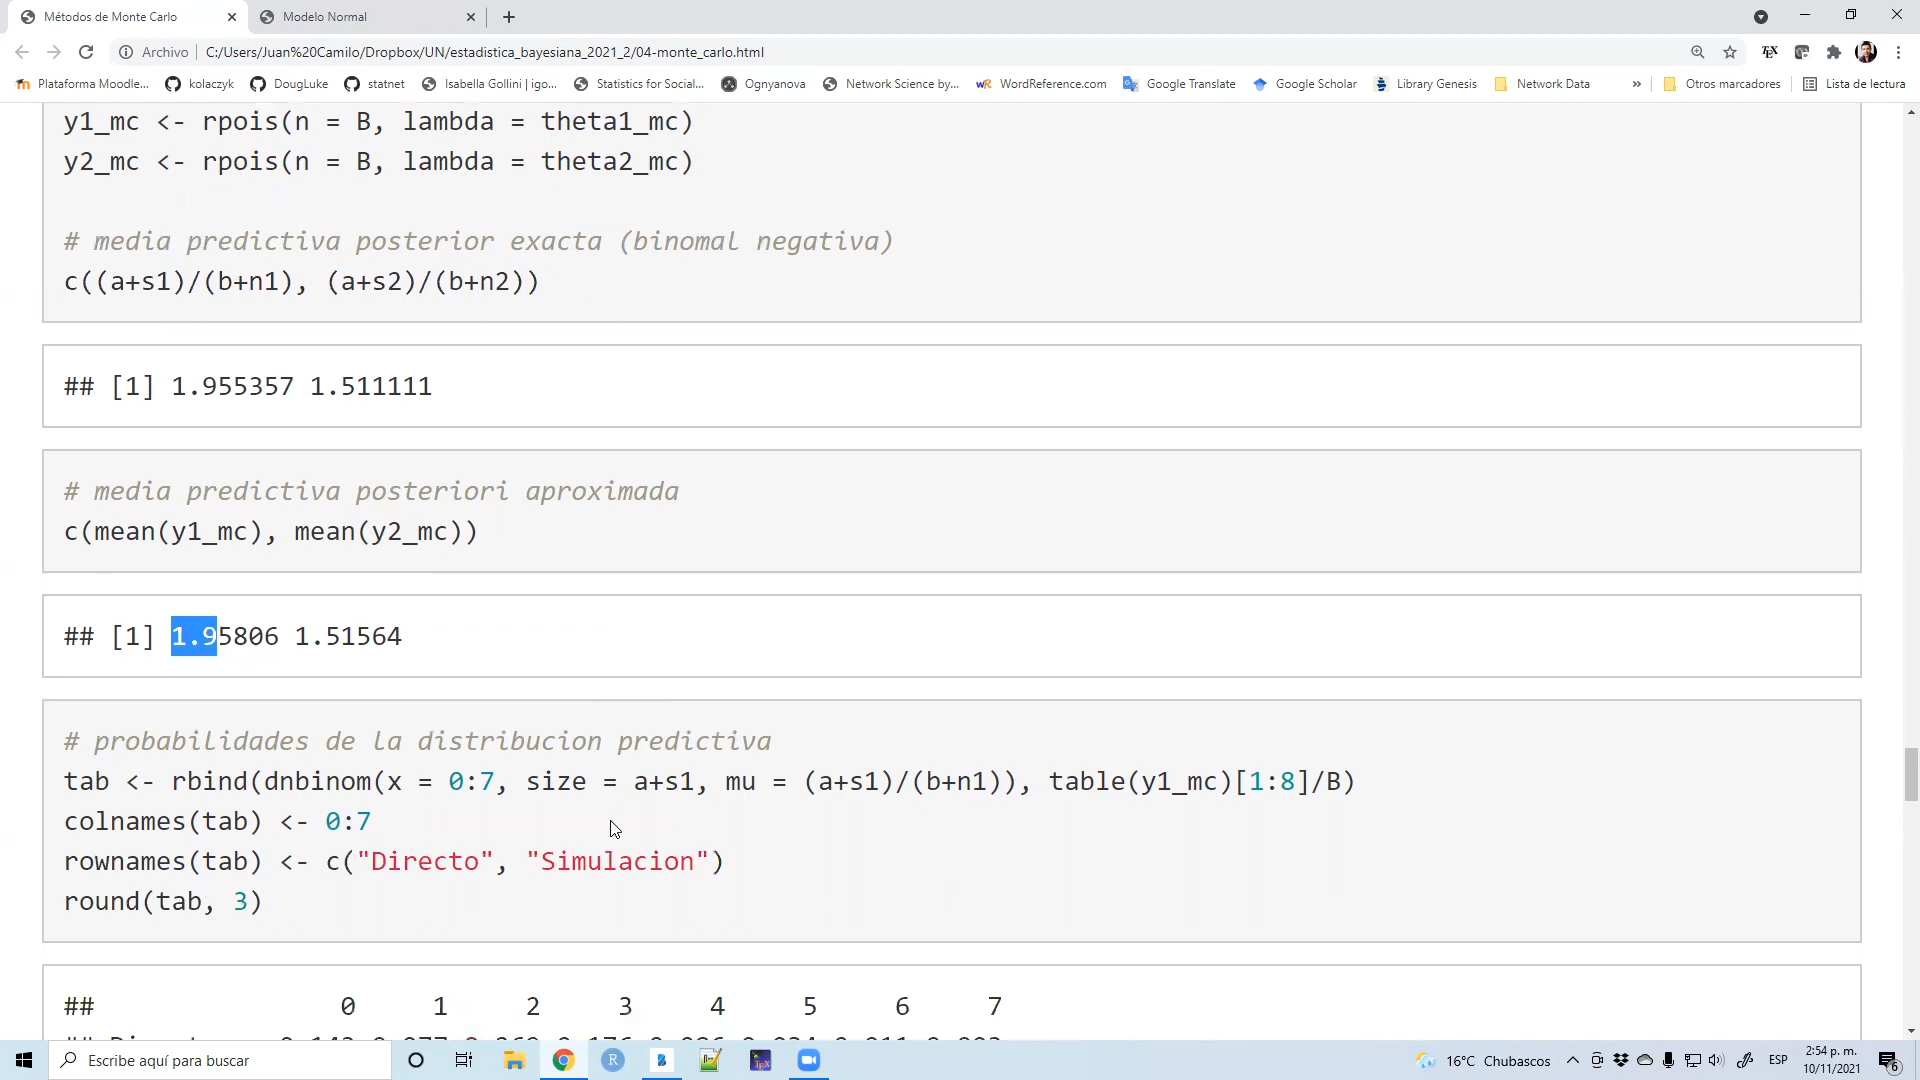 Métodos de Monte Carlo
Modelo Normal
Archivo C:/Users/Juan%20Camilo/Dropbox/UN/estadistica_bayesiana_2021_2/04-monte_carlo.html
Plataforma Moodle... kolaczyk DougLuke statnet Isabella Gollini | igo... Statistics for Social... Ognyanova Network Science by... WordReference.com Google Translate Google Scholar Library Genesis Network Data » Otros marcadores Lista de lectura
y1_mc <- rpois(n = B, lambda = theta1_mc)
y2_mc <- rpois(n = B, lambda = theta2_mc)
# media predictiva posterior exacta (binomal negativa)
c((a+s1)/(b+n1), (a+s2)/(b+n2))
## [1] 1.955357 1.511111
# media predictiva posteriori aproximada
c(mean(y1_mc), mean(y2_mc))
## [1] 1.95806 1.51564
# probabilidades de la distribucion predictiva
tab <- rbind(dnbinom(x = 0:7, size = a+s1, mu = (a+s1)/(b+n1)), table(y1_mc)[1:8]/B)
colnames(tab) <- 0:7
rownames(tab) <- c("Directo", "Simulacion")
round(tab, 3)
## 0 1 2 3 4 5 6 7
Escribe aquí para buscar
16°C Chubascos
ESP
2:54 p. m.
10/11/2021
6